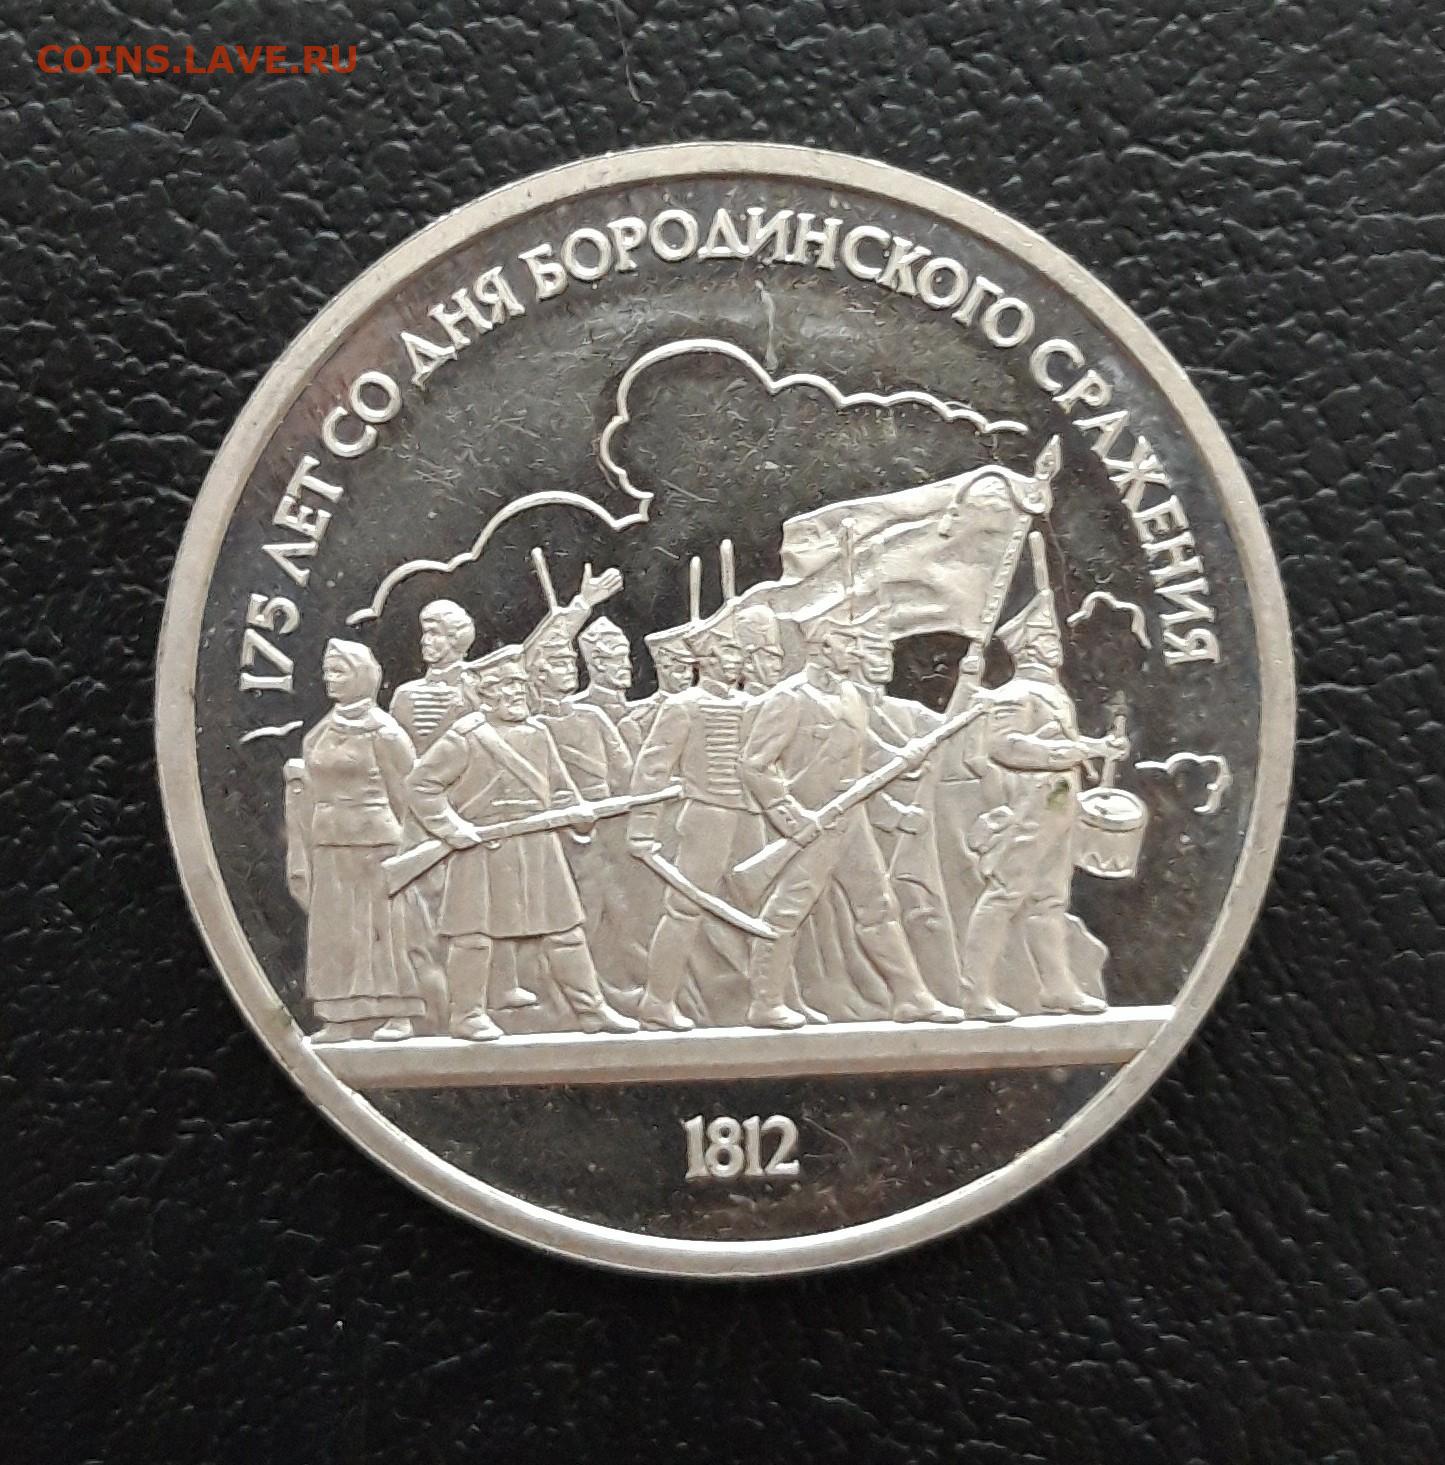 COINS.LAVE.RU
175 ЛЕТ СО ДНЯ БОРОДИНСКОГО СРАЖЕНИЯ
1812